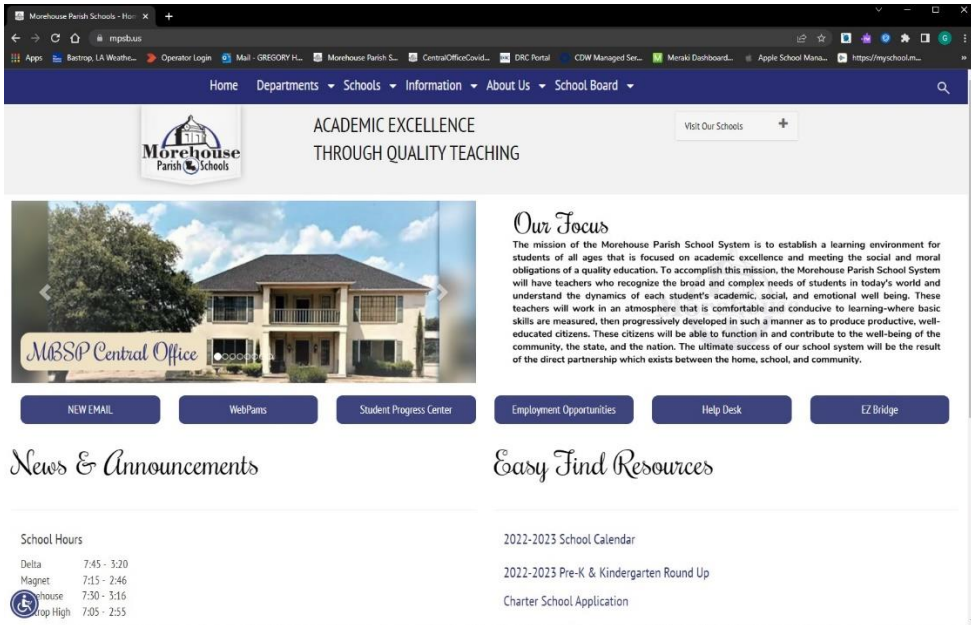 Morehouse Parish Schools - Hom
mpsb.us
Apps Bastrop, LA Weathe... Operator Login Mail - GREGORY H... Morehouse Parish S... CentralOfficeCovid... DRC Portal CDW Managed Ser... Meraki Dashboard... Apple School Mana... https://myschool.m... »
Home Departments Schools Information About Us School Board
Morehouse
Parish Schools
ACADEMIC EXCELLENCE
THROUGH QUALITY TEACHING
Visit Our Schools +
MBSP Central Office
Our Focus
The mission of the Morehouse Parish School System is to establish a learning environment for
students of all ages that is focused on academic excellence and meeting the social and moral
obligations of a quality education. To accomplish this mission, the Morehouse Parish School System
will have teachers who recognize the broad and complex needs of students in today's world and
understand the dynamics of each student's academic, social, and emotional well being. These
teachers will work in an atmosphere that is comfortable and conducive to learning-where basic
skills are measured, then progressively developed in such a manner as to produce productive, well-
educated citizens. These citizens will be able to function in and contribute to the well-being of the
community, the state, and the nation. The ultimate success of our school system will be the result
of the direct partnership which exists between the home, school, and community.
NEW EMAIL WebPams Student Progress Center Employment Opportunities Help Desk EZ Bridge
News & Announcements
School Hours
Delta 7:45 - 3:20
Magnet 7:15 - 2:46
ehouse 7:30 - 3:16
rop High 7:05 - 2:55
Easy Find Resources
2022-2023 School Calendar
2022-2023 Pre-K & Kindergarten Round Up
Charter School Application